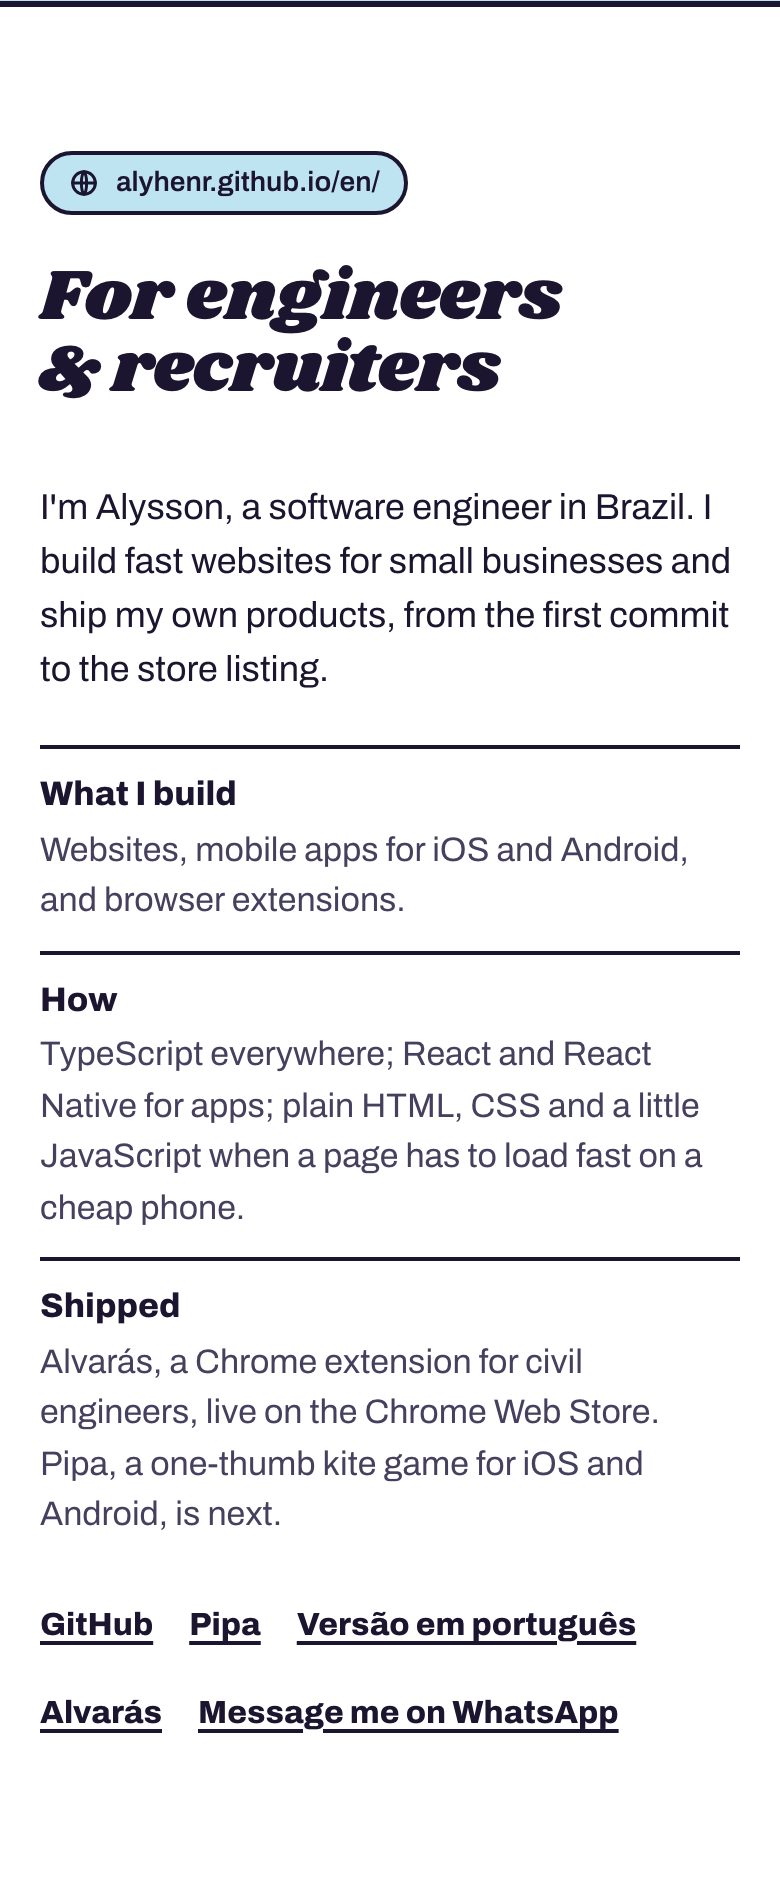 alyhenr.github.io/en/
For engineers
& recruiters
I'm Alysson, a software engineer in Brazil. I
build fast websites for small businesses and
ship my own products, from the first commit
to the store listing.
What I build
Websites, mobile apps for iOS and Android,
and browser extensions.
How
TypeScript everywhere; React and React
Native for apps; plain HTML, CSS and a little
JavaScript when a page has to load fast on a
cheap phone.
Shipped
Alvarás, a Chrome extension for civil
engineers, live on the Chrome Web Store.
Pipa, a one-thumb kite game for iOS and
Android, is next.
GitHub Pipa Versão em português
Alvarás Message me on WhatsApp